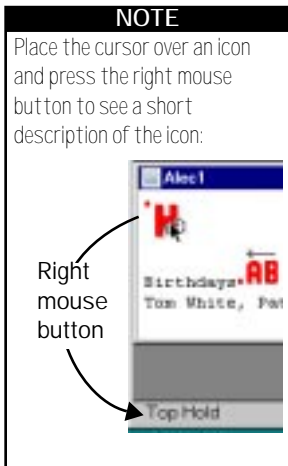 NOTE
Place the cursor over an icon
and press the right mouse
button to see a short
description of the icon:
Alec1
H
Birthdays AB
Tom White, Pat
Right
mouse
button
Top Hold